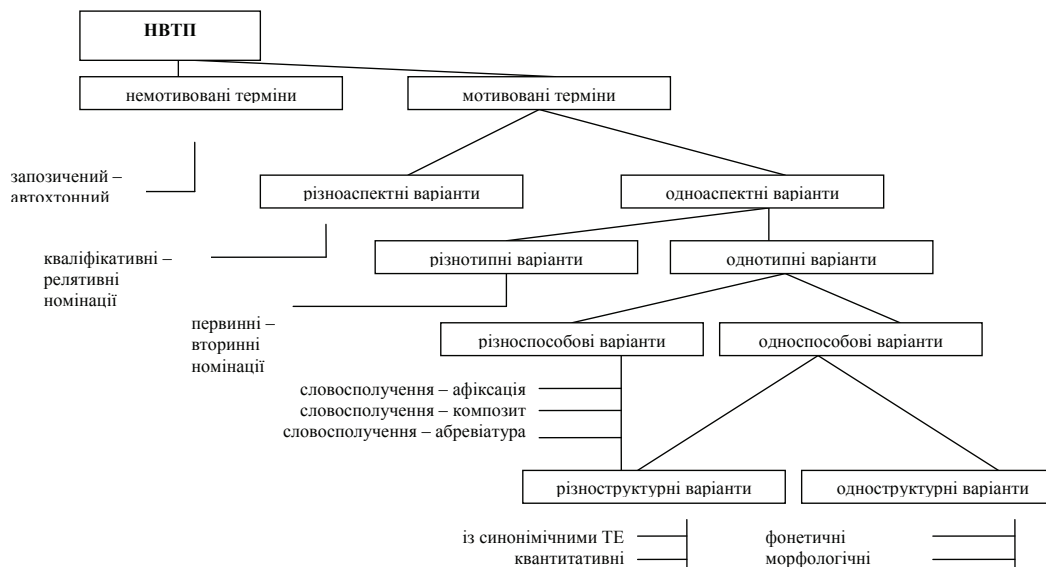 НВТП
немотивовані терміни
мотивовані терміни
запозичений –
автохтонний
різноаспектні варіанти
одноаспектні варіанти
кваліфікативні –
релятивні
номінації
різнотипні варіанти
однотипні варіанти
первинні –
вторинні
номінації
різноспособові варіанти
односпособові варіанти
словосполучення – афіксація
словосполучення – композит
словосполучення – абревіатура
різноструктурні варіанти
одноструктурні варіанти
із синонімічними ТЕ
квантитативні
фонетичні
морфологічні